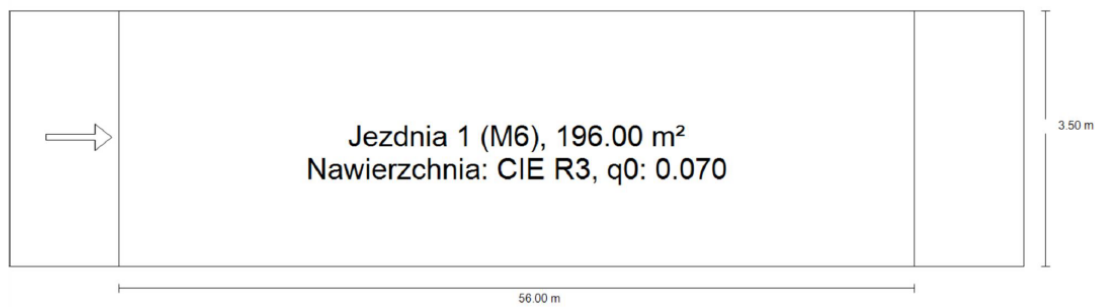 Jezdnia 1 (M6), 196.00 m²
Nawierzchnia: CIE R3, q0: 0.070
3.50 m
56.00 m